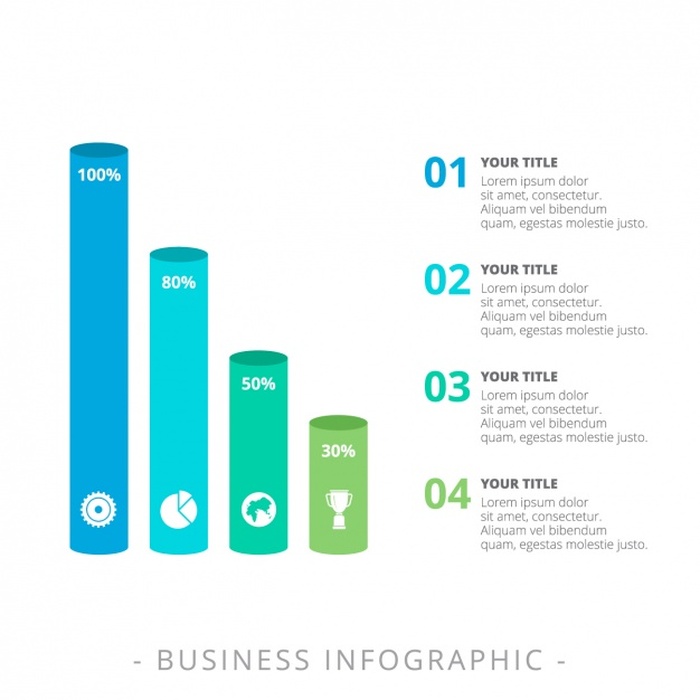 100%
80%
50%
30%
01
YOUR TITLE
Lorem ipsum dolor
sit amet, consectetur.
Aliquam vel bibendum
quam, egestas molestie justo.
02
YOUR TITLE
Lorem ipsum dolor
sit amet, consectetur.
Aliquam vel bibendum
quam, egestas molestie justo.
03
YOUR TITLE
Lorem ipsum dolor
sit amet, consectetur.
Aliquam vel bibendum
quam, egestas molestie justo.
04
YOUR TITLE
Lorem ipsum dolor
sit amet, consectetur.
Aliquam vel bibendum
quam, egestas molestie justo.
- BUSINESS INFOGRAPHIC -